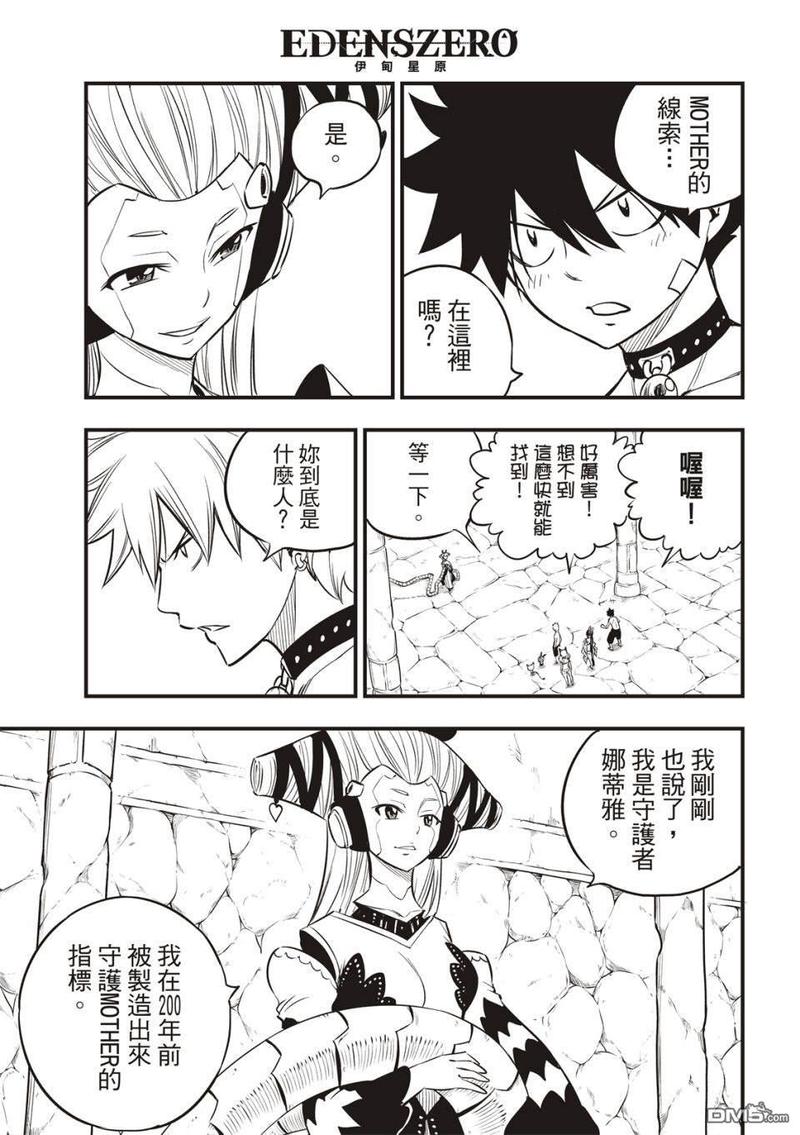 EDENSZERO
伊甸星原
MOTHER的
線索…
在這裡
嗎？
是。
喔喔！
好厲害！
想不到
這麼快就能
找到！
等一下。
妳到底是
什麼人？
我剛剛
也說了，
我是守護者
娜蒂雅。
我在200年前
被製造出來
守護MOTHER的
指標。
DM5.com